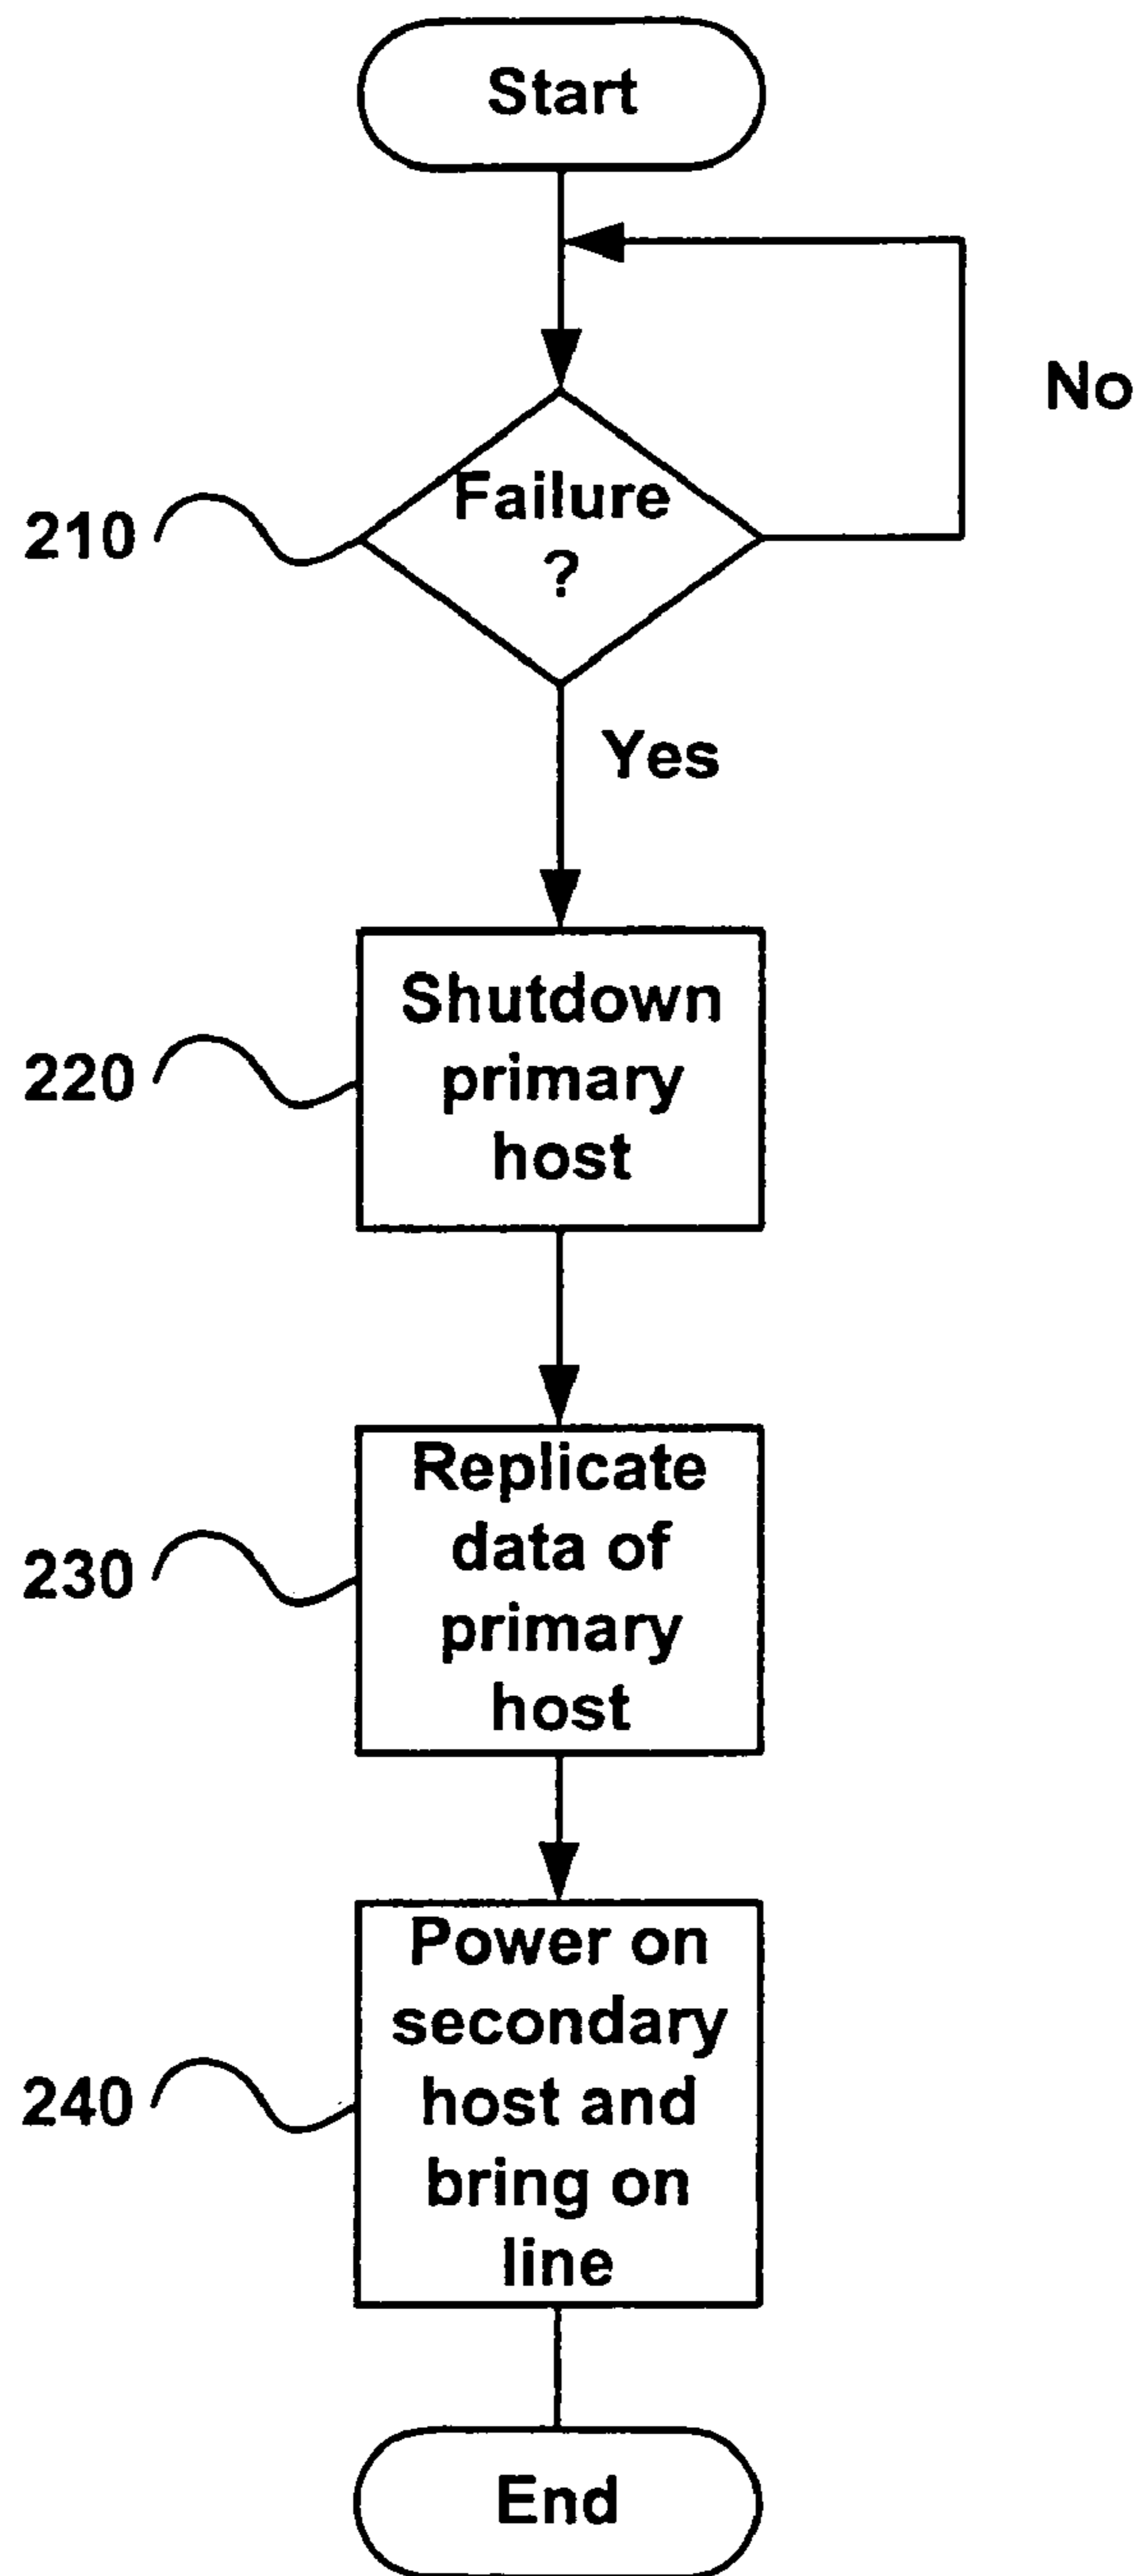 Start
No
Failure
?
210
Yes
Shutdown
primary
host
220
Replicate
data of
primary
host
230
Power on
secondary
host and
bring on
line
240
End